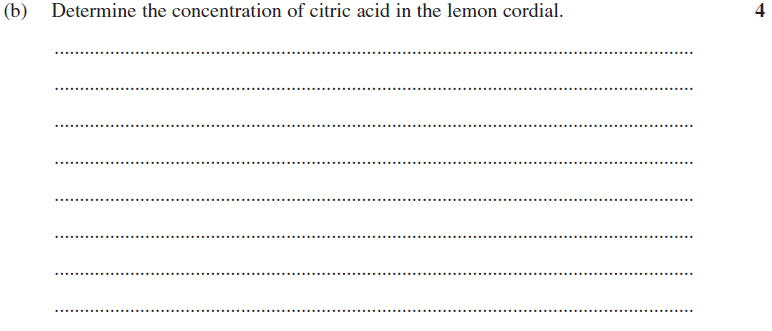 (b) Determine the concentration of citric acid in the lemon cordial. 4